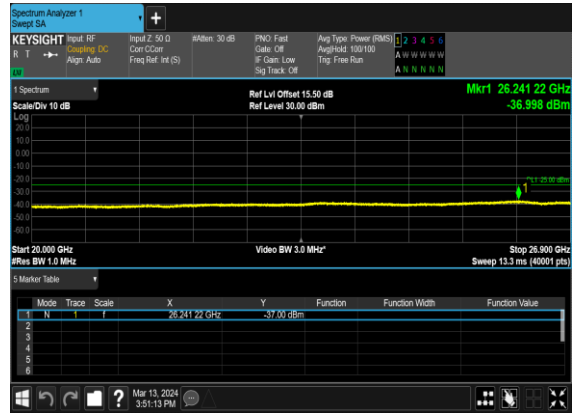 Spectrum Analyzer 1
Swept SA
KEYSIGHT Input: RF Input Z: 50 Ω #Atten: 30 dB PNO: Fast Avg Type: Power (RMS) 1 2 3 4 5 6
R T Coupling: DC Corr CCorr Gate: Off Avg|Hold: 100/100 A W W W W W
Align: Auto Freq Ref: Int (S) IF Gain: Low Trig: Free Run
Sig Track: Off A N N N N N
1 Spectrum Ref Lvl Offset 15.50 dB Mkr1 26.241 22 GHz
Scale/Div 10 dB Ref Level 30.00 dBm -36.998 dBm
Log
20.0
10.0
0.00
-10.0
-20.0
DL1 -25.00 dBm
1
-30.0
-40.0
-50.0
-60.0
Start 20.000 GHz Video BW 3.0 MHz* Stop 26.900 GHz
#Res BW 1.0 MHz Sweep 13.3 ms (40001 pts)
5 Marker Table
Mode Trace Scale X Y Function Function Width Function Value
1 N 1 f 26.241 22 GHz -37.00 dBm
2
3
4
5
6
? Mar 13, 2024
3:51:13 PM